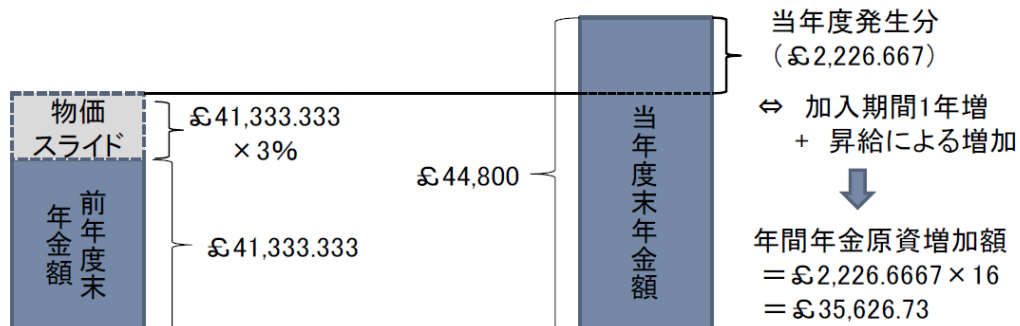 物価
スライド
前年度末
年金額
£41,333.333
×3%
£41,333.333
£44,800
当年度末年金額
当年度発生分
(£2,226.667)
⇔ 加入期間1年増
+ 昇給による増加
年間年金原資増加額
=£2,226.6667×16
=£35,626.73